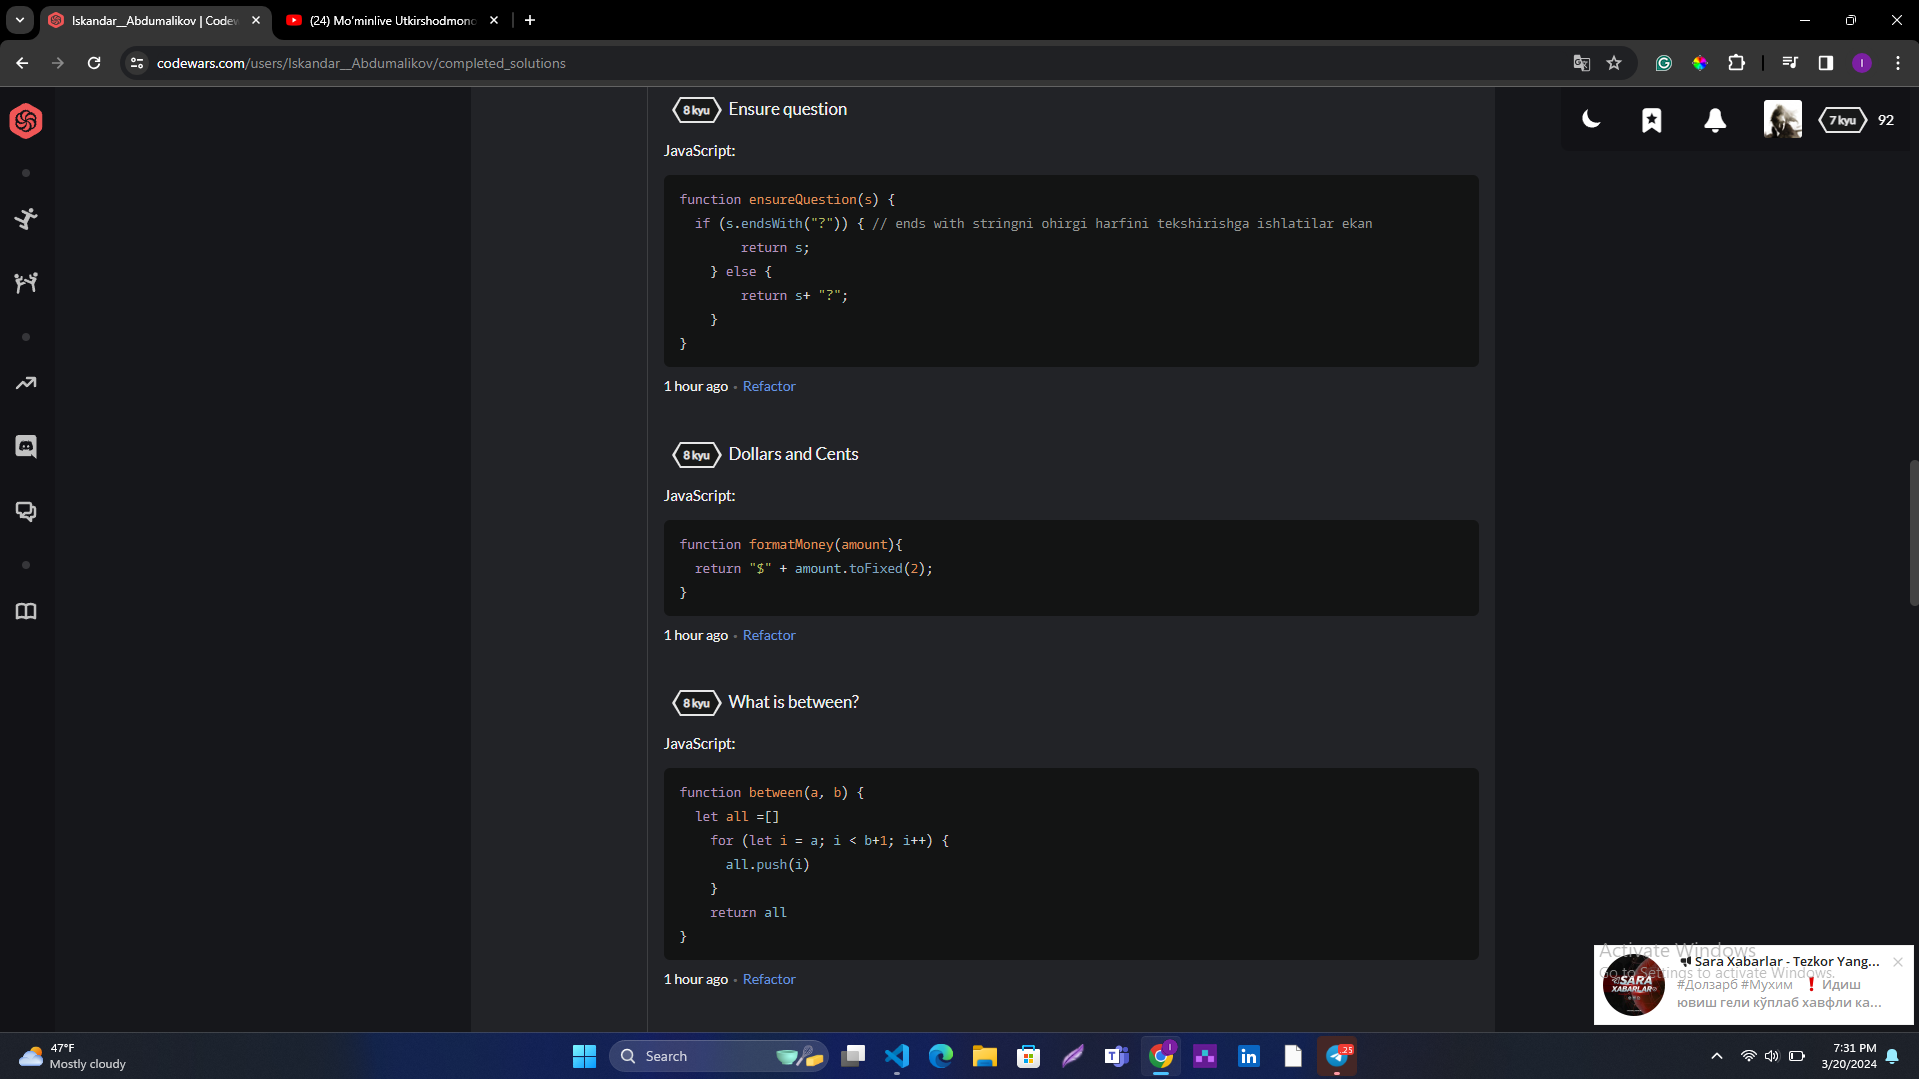 Iskandar__Abdumalikov | Codew
(24) Mo'minlive Utkirshodmono
codewars.com/users/Iskandar__Abdumalikov/completed_solutions
8 kyu Ensure question
7 kyu 92
JavaScript:
function ensureQuestion(s) {
if (s.endsWith("?")) { // ends with stringni ohirgi harfini tekshirishga ishlatilar ekan
return s;
} else {
return s+ "?";
}
}
1 hour ago • Refactor
8 kyu Dollars and Cents
JavaScript:
function formatMoney(amount){
return "$" + amount.toFixed(2);
}
1 hour ago • Refactor
8 kyu What is between?
JavaScript:
function between(a, b) {
let all =[]
for (let i = a; i < b+1; i++) {
all.push(i)
}
return all
}
1 hour ago • Refactor
Activate Windows
Go to Settings to activate Windows.
Sara Xabarlar - Tezkor Yang...
#Долзарб #Мухим ❗ Идиш
ювиш гели кўплаб хавфли ка...
SARA
XABARLAR
47°F
Mostly cloudy
Search
25
7:31 PM
3/20/2024